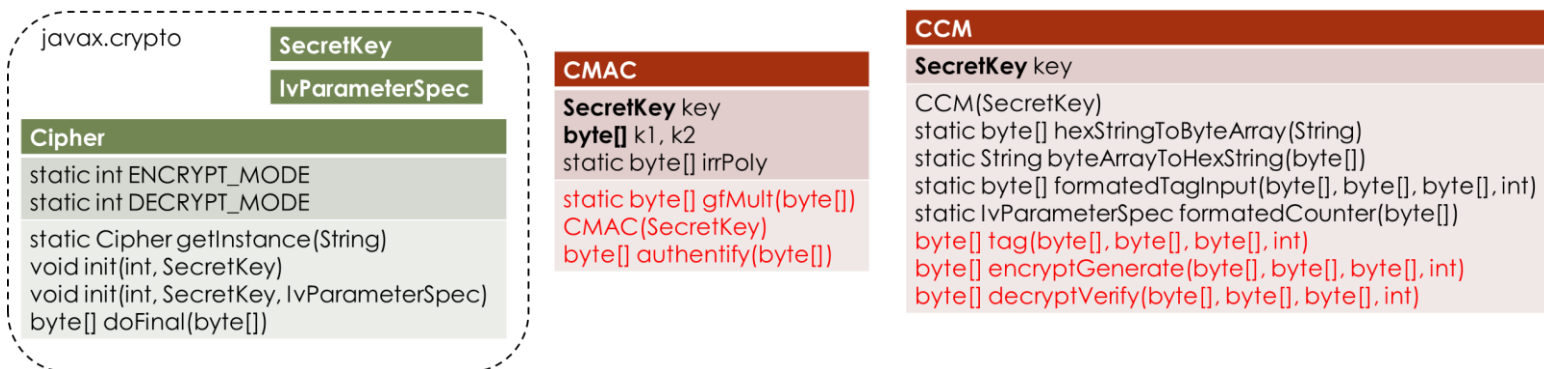 javax.crypto
SecretKey
IvParameterSpec
Cipher
static int ENCRYPT_MODE
static int DECRYPT_MODE
static Cipher getInstance(String)
void init(int, SecretKey)
void init(int, SecretKey, IvParameterSpec)
byte[] doFinal(byte[])
CMAC
SecretKey key
byte[] k1, k2
static byte[] irrPoly
static byte[] gfMult(byte[])
CMAC(SecretKey)
byte[] authentify(byte[])
CCM
SecretKey key
CCM(SecretKey)
static byte[] hexStringToByteArray(String)
static String byteArrayToHexString(byte[])
static byte[] formatedTagInput(byte[], byte[], byte[], int)
static IvParameterSpec formatedCounter(byte[])
byte[] tag(byte[], byte[], byte[], int)
byte[] encryptGenerate(byte[], byte[], byte[], int)
byte[] decryptVerify(byte[], byte[], byte[], int)